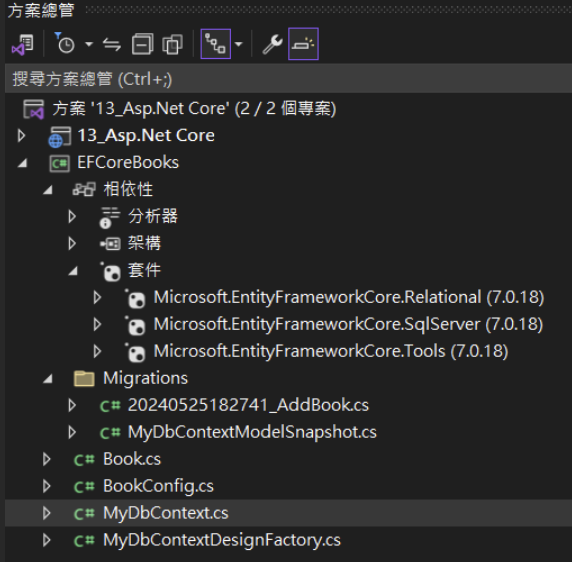 方案總管
搜尋方案總管 (Ctrl+;)
方案 '13_Asp.Net Core' (2 / 2 個專案)
13_Asp.Net Core
C# EFCoreBooks
相依性
分析器
架構
套件
Microsoft.EntityFrameworkCore.Relational (7.0.18)
Microsoft.EntityFrameworkCore.SqlServer (7.0.18)
Microsoft.EntityFrameworkCore.Tools (7.0.18)
Migrations
C# 20240525182741_AddBook.cs
C# MyDbContextModelSnapshot.cs
C# Book.cs
C# BookConfig.cs
C# MyDbContext.cs
C# MyDbContextDesignFactory.cs